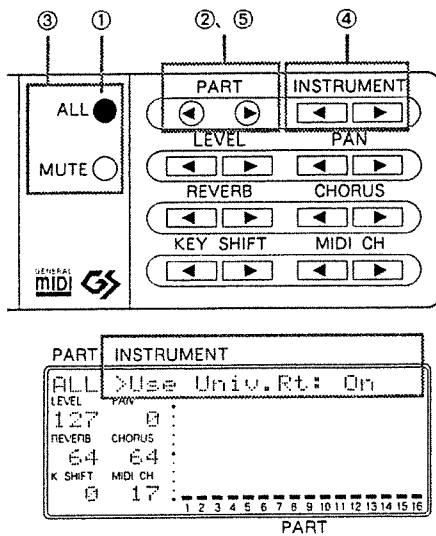 ③ ① ②、⑤ ④
PART INSTRUMENT
ALL
LEVEL PAN
MUTE
REVERB CHORUS
KEY SHIFT MIDI CH
GENERAL
MIDI GS
PART INSTRUMENT
ALL >Use Univ.Rt: On
LEVEL PAN
127 0
REVERB CHORUS
64 64
K SHIFT MIDI CH
0 17
1 2 3 4 5 6 7 8 9 10 11 12 13 14 15 16
PART